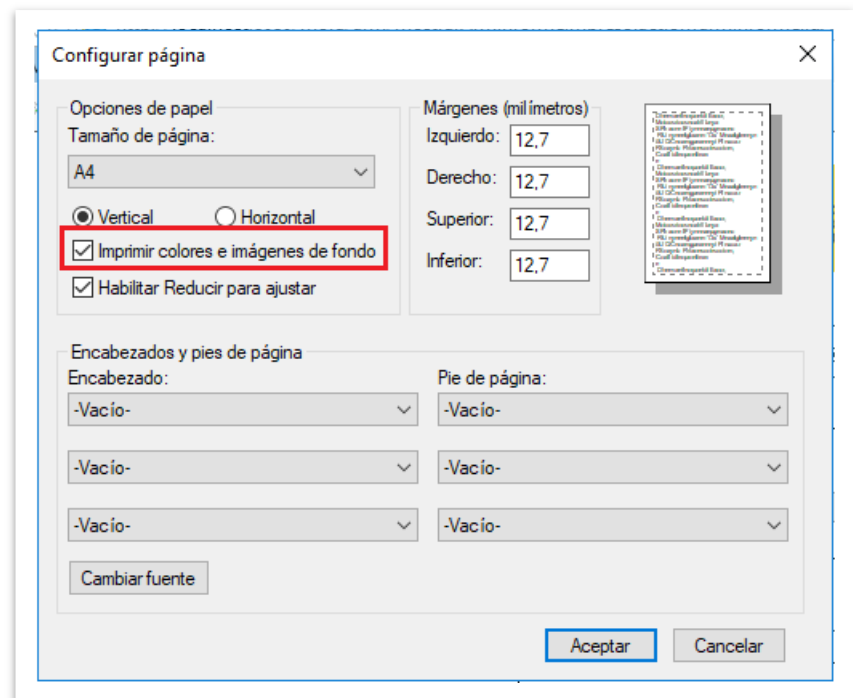 Configurar página
Opciones de papel
Tamaño de página:
A4
Vertical Horizontal
Imprimir colores e imágenes de fondo
Habilitar Reducir para ajustar
Márgenes (milímetros)
Izquierdo: 12,7
Derecho: 12,7
Superior: 12,7
Inferior: 12,7
Encabezados y pies de página
Encabezado: Pie de página:
-Vacío- -Vacío-
-Vacío- -Vacío-
-Vacío- -Vacío-
Cambiar fuente
Aceptar Cancelar